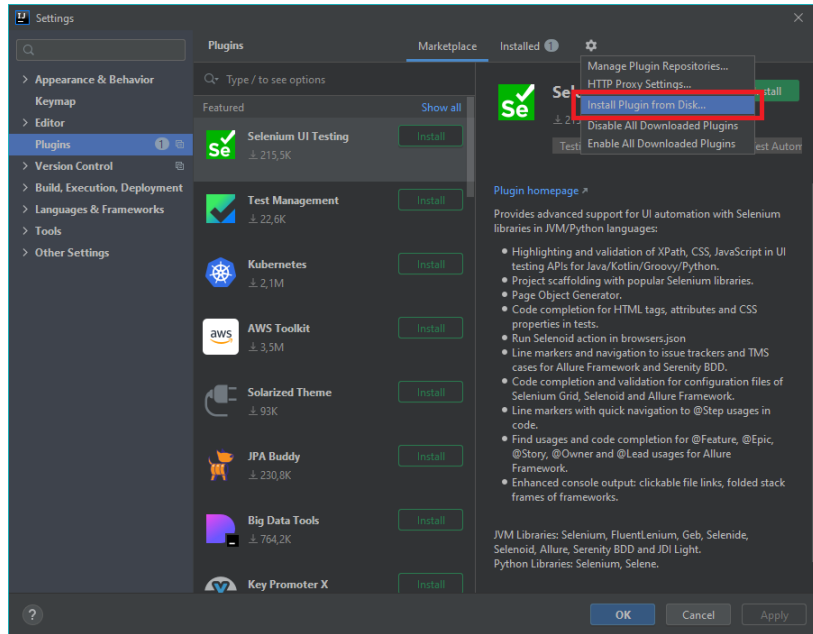 Settings
Plugins
Marketplace
Installed 1
Manage Plugin Repositories...
HTTP Proxy Settings...
Install Plugin from Disk...
Disable All Downloaded Plugins
Enable All Downloaded Plugins
Appearance & Behavior
Keymap
Editor
Plugins 1
Version Control
Build, Execution, Deployment
Languages & Frameworks
Tools
Other Settings
Type / to see options
Featured Show all
Se
Selenium UI Testing Install
215,5K
Test Management Install
22,6K
Kubernetes Install
2,1M
aws
AWS Toolkit Install
3,5M
Solarized Theme Install
93K
JPA Buddy Install
230,8K
Big Data Tools Install
764,2K
Key Promoter X Install
Se
Plugin homepage
Provides advanced support for UI automation with Selenium
libraries in JVM/Python languages:
Highlighting and validation of XPath, CSS, JavaScript in UI
testing APIs for Java/Kotlin/Groovy/Python.
Project scaffolding with popular Selenium libraries.
Page Object Generator.
Code completion for HTML tags, attributes and CSS
properties in tests.
Run Selenoid action in browsers.json
Line markers and navigation to issue trackers and TMS
cases for Allure Framework and Serenity BDD.
Code completion and validation for configuration files of
Selenium Grid, Selenoid and Allure Framework.
Line markers with quick navigation to @Step usages in
code.
Find usages and code completion for @Feature, @Epic,
@Story, @Owner and @Lead usages for Allure
Framework.
Enhanced console output: clickable file links, folded stack
frames of frameworks.
JVM Libraries: Selenium, FluentLenium, Geb, Selenide,
Selenoid, Allure, Serenity BDD and JDI Light.
Python Libraries: Selenium, Selene.
?
OK
Cancel
Apply